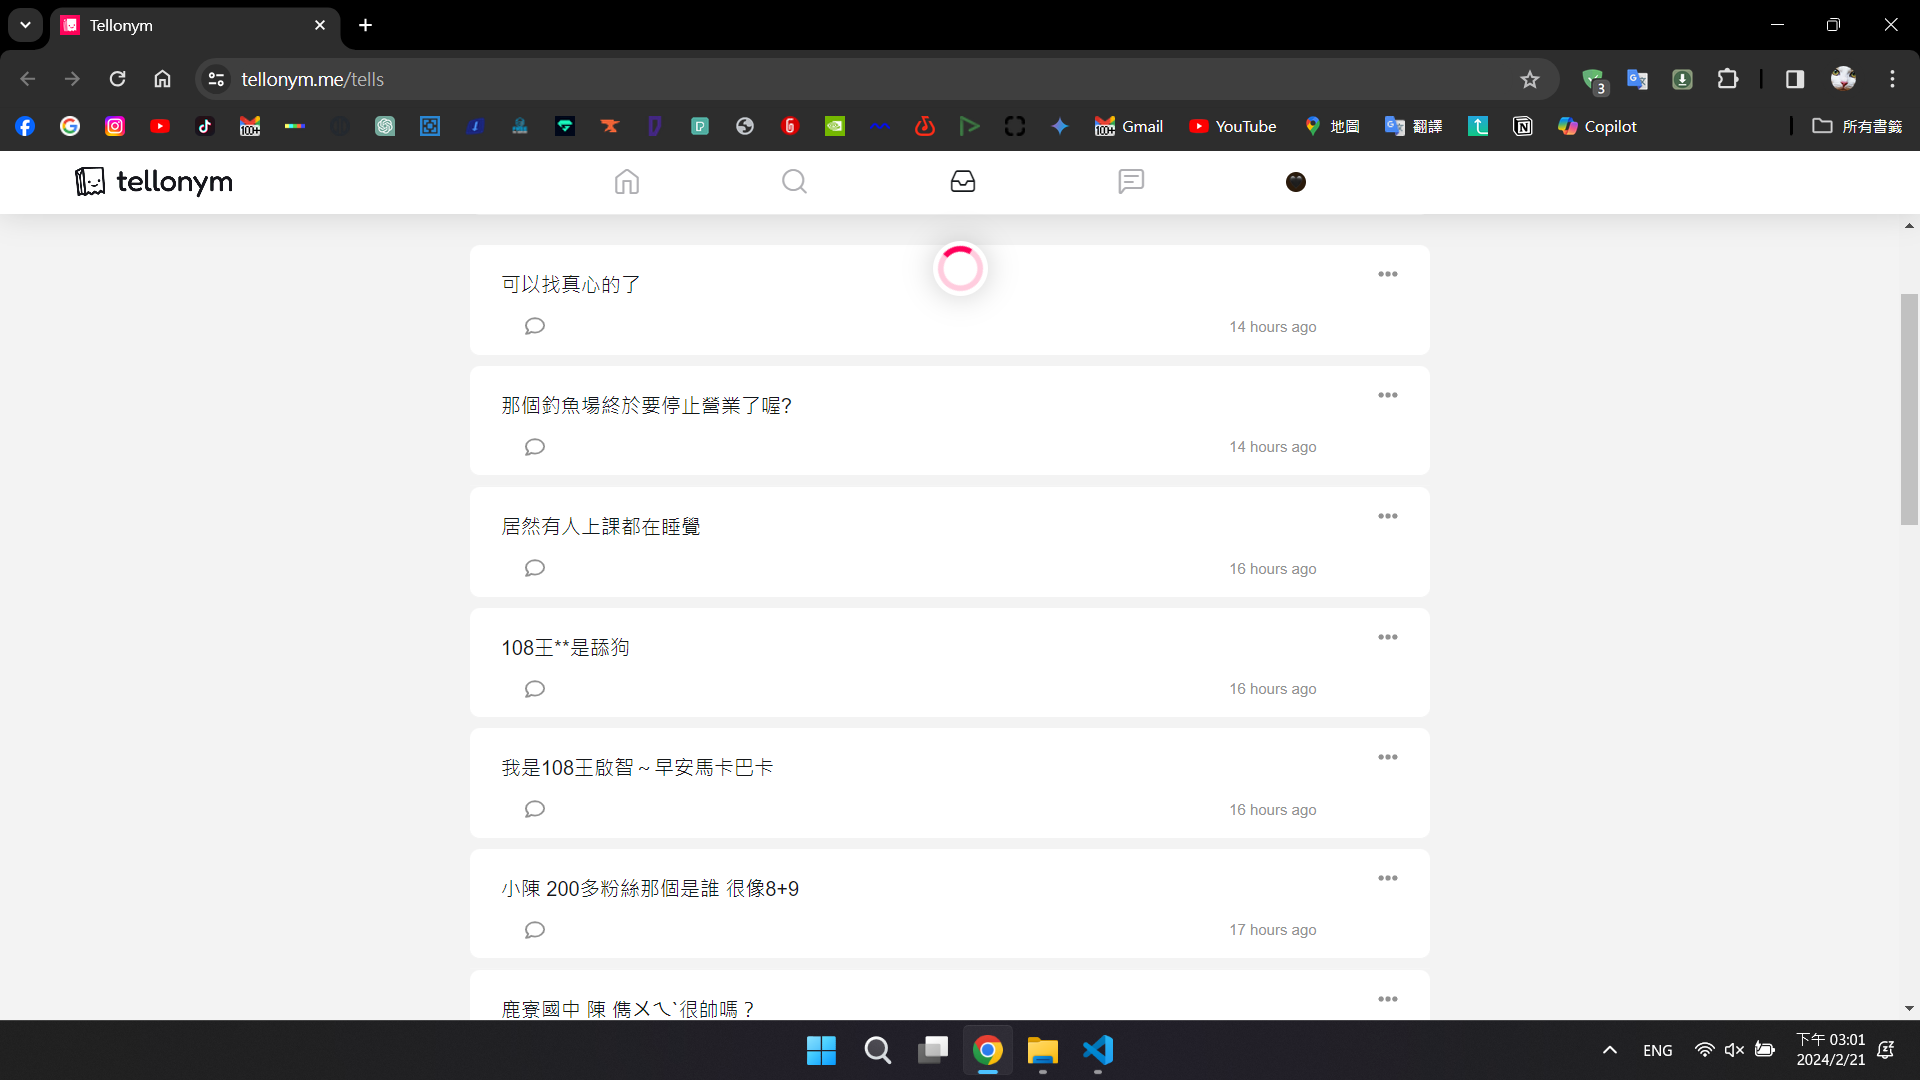 Tellonym
tellonym.me/tells
3
100+
Gmail
YouTube
地圖
翻譯
Copilot
所有書籤
tellonym
可以找真心的了
14 hours ago
那個釣魚場終於要停止營業了喔?
14 hours ago
居然有人上課都在睡覺
16 hours ago
108王**是舔狗
16 hours ago
我是108王啟智～早安馬卡巴卡
16 hours ago
小陳 200多粉絲那個是誰 很像8+9
17 hours ago
鹿寮國中 陳 儁ㄨㄟˋ很帥嗎？
ENG
下午 03:01
2024/2/21